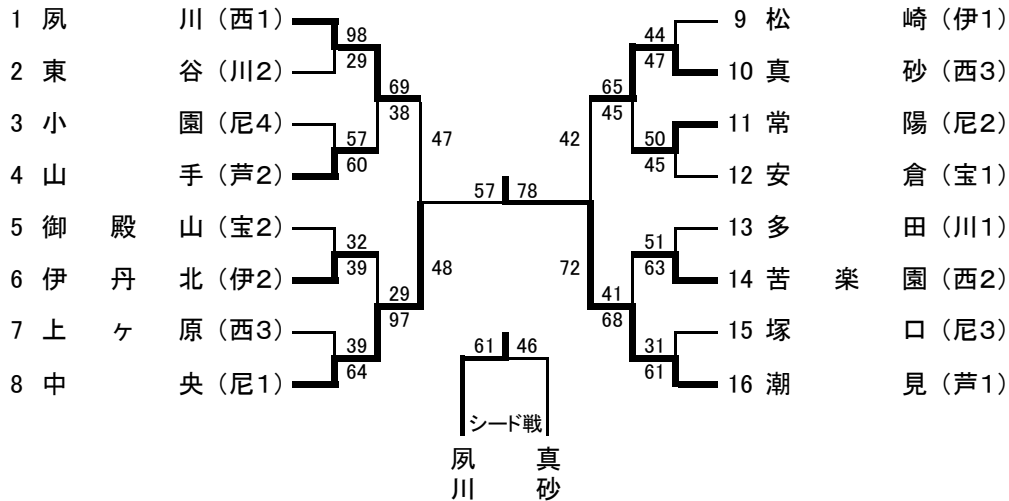 1 夙川（西1）
2 東谷（川2）
3 小園（尼4）
4 山手（芦2）
5 御殿山（宝2）
6 伊丹北（伊2）
7 上ヶ原（西3）
8 中央（尼1）
98
29
57
60
32
39
39
64
69
38
29
97
47
48
57 78
42
72
65
45
41
68
44
47
50
45
51
63
31
61
9 松崎（伊1）
10 真砂（西3）
11 常陽（尼2）
12 安倉（宝1）
13 多田（川1）
14 苦楽園（西2）
15 塚口（尼3）
16 潮見（芦1）
61 46
シード戦
夙川
真砂